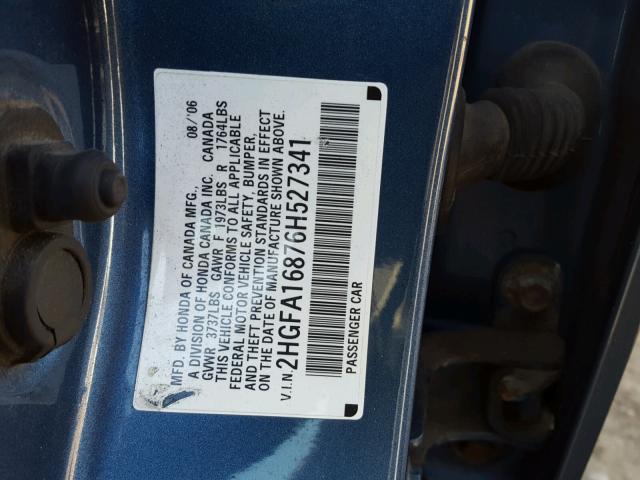 MFD. BY HONDA OF CANADA MFG., 08/'06
A DIVISION OF HONDA CANADA INC. CANADA
GVWR 3737LBS GAWR F 1973LBS R 1764LBS
THIS VEHICLE CONFORMS TO ALL APPLICABLE
FEDERAL MOTOR VEHICLE SAFETY, BUMPER,
AND THEFT PREVENTION STANDARDS IN EFFECT
ON THE DATE OF MANUFACTURE SHOWN ABOVE.
V.I.N. 2HGFA16876H527341
PASSENGER CAR